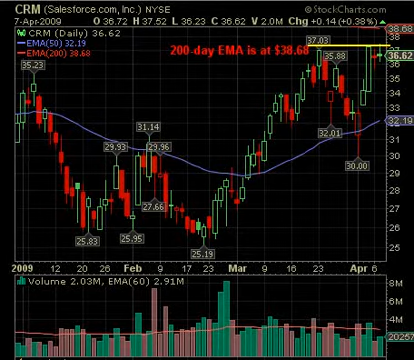 CRM (Salesforce.com, Inc.) NYSE © StockCharts.com
7-Apr-2009 O 36.72 H 37.52 L 36.23 C 36.62 V 2.0M Chg +0.14 (+0.38%)
CRM (Daily) 36.62
EMA(50) 32.19
EMA(200) 38.68
200-day EMA is at $38.68
38.68
37.03
36.62
35.88
35.23
36
35
34
33
32.19
32.01
31.14
31
30.00
30
29.93
29.96
29
28
27.66
27
26
25.83
25.95
25.19
25
2009 12 20 26 Feb 9 17 23 Mar 9 16 23 Apr 6
Volume 2.03M, EMA(60) 2.91M
8M
6M
4M
20257